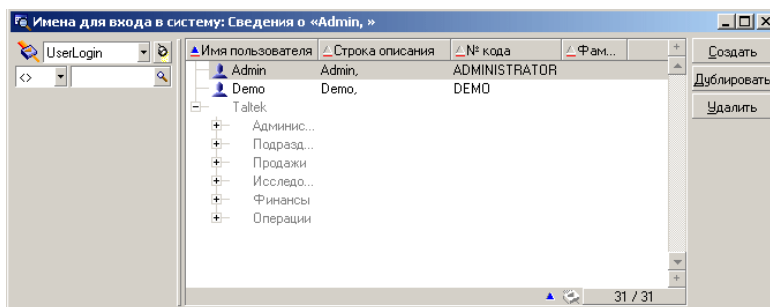 Имена для входа в систему: Сведения о «Admin, »
UserLogin
<>
Имя пользователя Строка описания № кода Фам...
Admin Admin, ADMINISTRATOR
Demo Demo, DEMO
Taltek
Админис...
Подразд...
Продажи
Исследо...
Финансы
Операции
31 / 31
Создать
Дублировать
Удалить